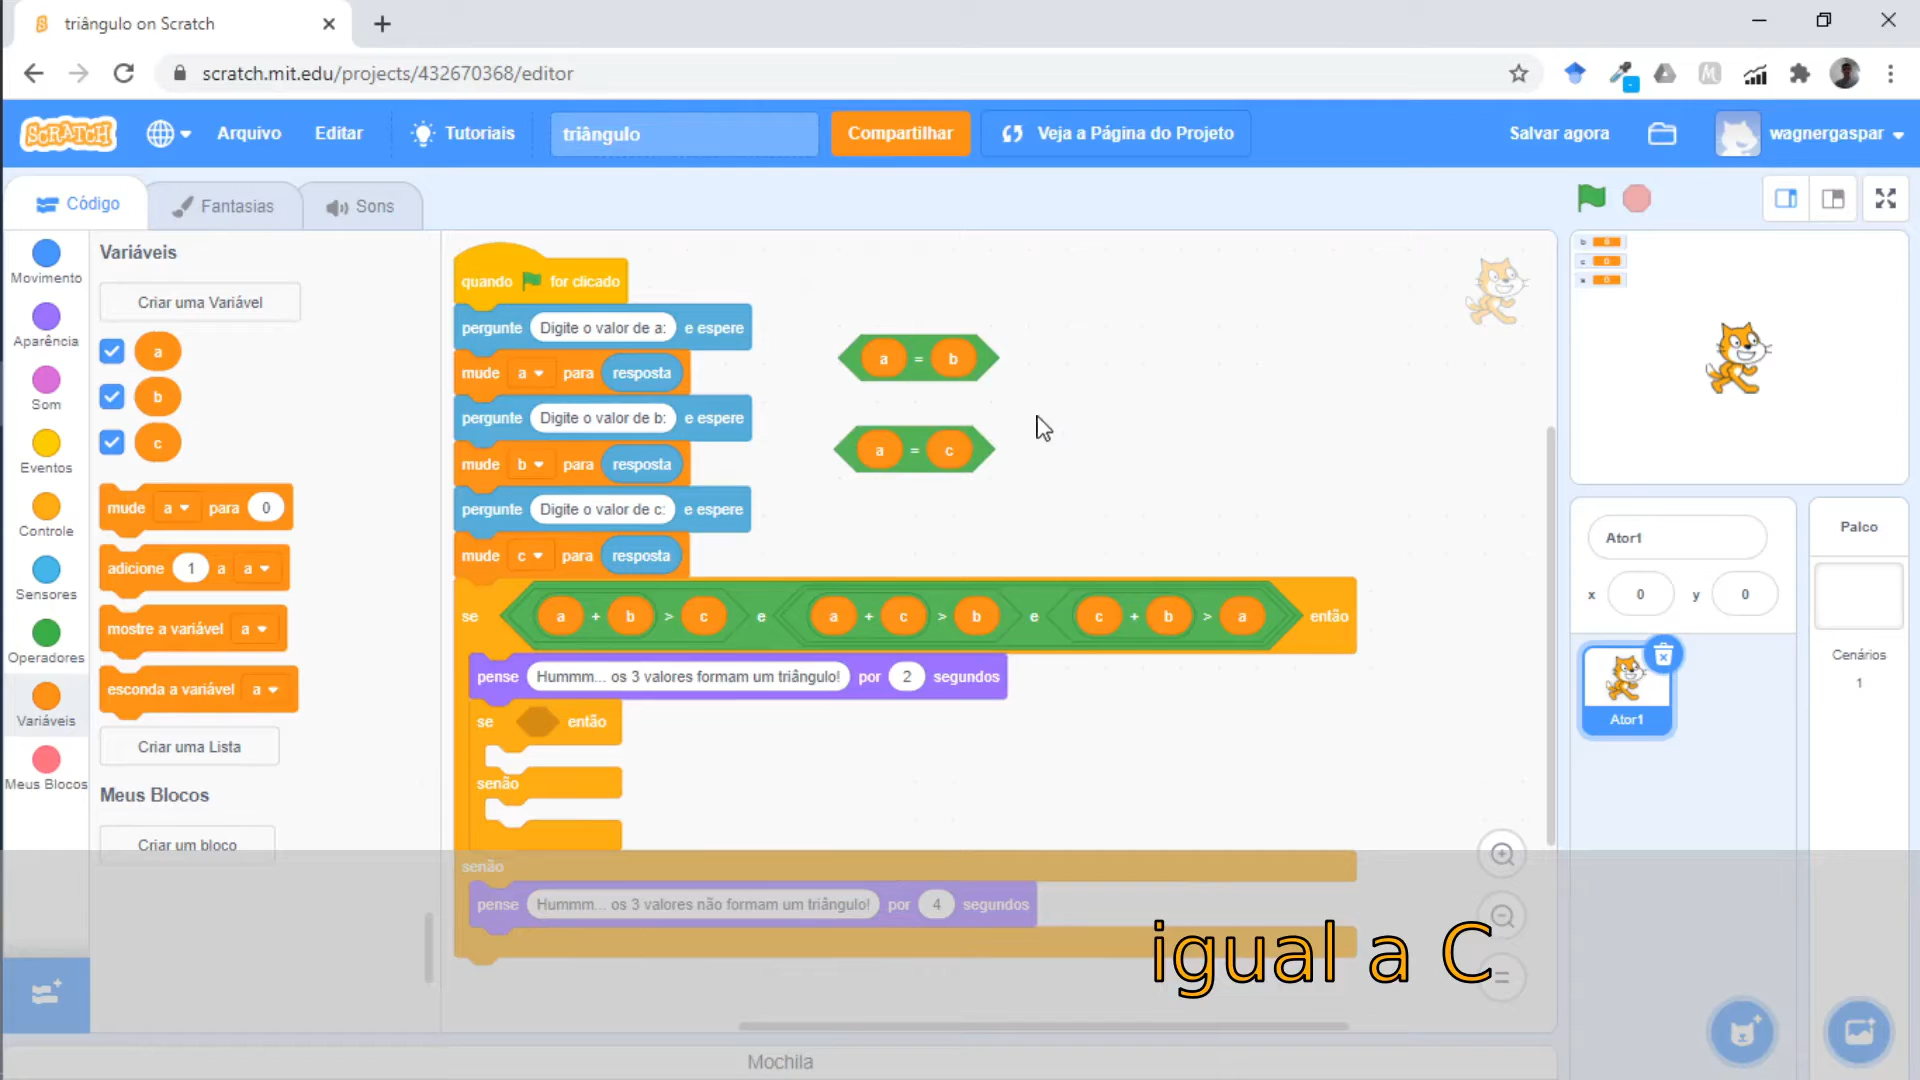 triângulo on Scratch
scratch.mit.edu/projects/432670368/editor
SCRATCH
Arquivo
Editar
Tutoriais
triângulo
Compartilhar
Veja a Página do Projeto
Salvar agora
wagnergaspar
Código
Fantasias
Sons
Movimento
Aparência
Som
Eventos
Controle
Sensores
Operadores
Variáveis
Meus Blocos
Variáveis
Criar uma Variável
a
b
c
mude a para 0
adicione 1 a a
mostre a variável a
esconda a variável a
Criar uma Lista
Meus Blocos
Criar um bloco
quando for clicado
pergunte Digite o valor de a: e espere
mude a para resposta
pergunte Digite o valor de b: e espere
mude b para resposta
pergunte Digite o valor de c: e espere
mude c para resposta
se a + b > c e a + c > b e c + b > a então
pense Hummm... os 3 valores formam um triângulo! por 2 segundos
se então
senão
senão
pense Hummm... os 3 valores não formam um triângulo! por 4 segundos
a = b
a = c
igual a C
Mochila
b 0
c 0
a 0
Ator1
x 0 y 0
Ator1
Palco
Cenários
1